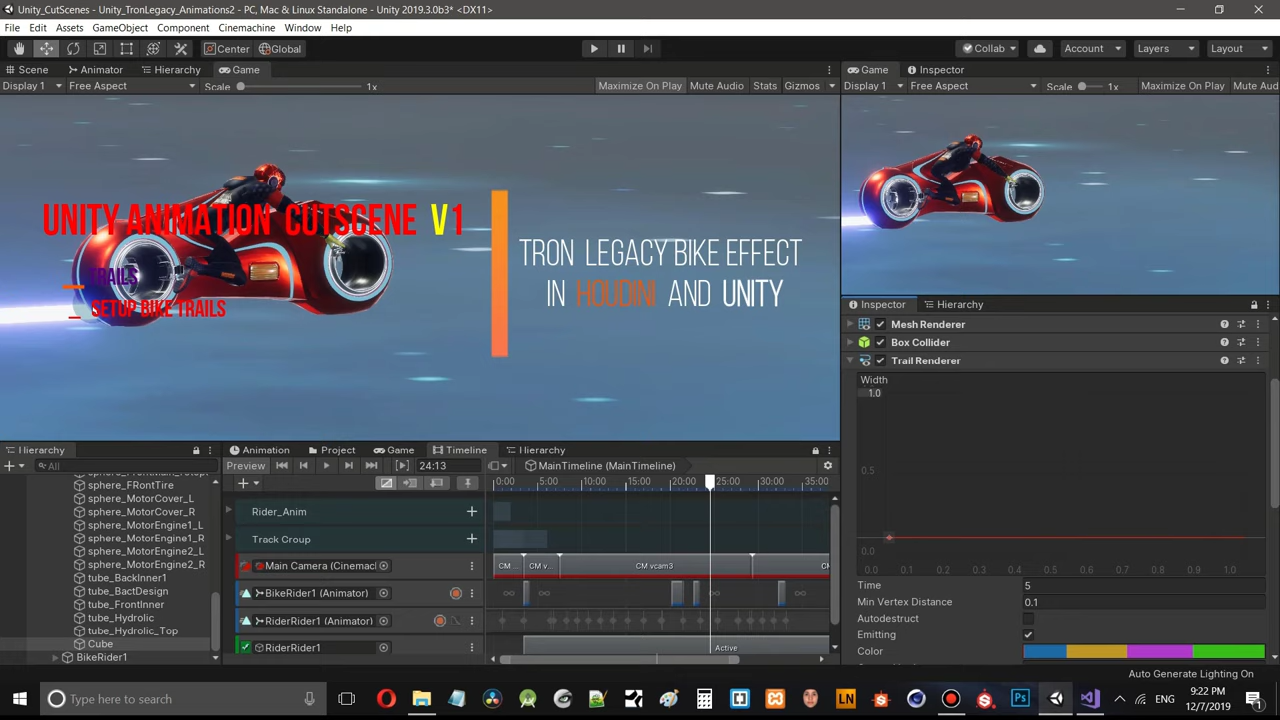 Unity_CutScenes - Unity_TronLegacy_Animations2 - PC, Mac & Linux Standalone - Unity 2019.3.0b3* <DX11>
File Edit Assets GameObject Component Cinemachine Window Help
Center Global Collab Account Layers Layout
Scene Animator Hierarchy Game
Display 1 Free Aspect Scale 1x Maximize On Play Mute Audio Stats Gizmos
Game Inspector
Display 1 Free Aspect Scale 1x Maximize On Play Mute Aud
UNITY ANIMATION CUTSCENE V1
_ TRAILS
_ SETUP BIKE TRAILS
TRON LEGACY BIKE EFFECT
IN HOUDINI AND UNITY
Inspector Hierarchy
Mesh Renderer
Box Collider
Trail Renderer
Width
1.0
0.5
0.0
0.0 0.1 0.2 0.3 0.4 0.5 0.6 0.7 0.8 0.9 1.0
Time 5
Min Vertex Distance 0.1
Autodestruct
Emitting
Color
Auto Generate Lighting On
Hierarchy
All
sphere_FRontTire
sphere_MotorCover_L
sphere_MotorCover_R
sphere_MotorEngine1_L
sphere_MotorEngine1_R
sphere_MotorEngine2_L
sphere_MotorEngine2_R
tube_BackInner1
tube_BactDesign
tube_FrontInner
tube_Hydrolic
tube_Hydrolic_Top
Cube
BikeRider1
Animation Project Game Timeline Hierarchy
Preview 24:13 MainTimeline (MainTimeline)
0:00 5:00 10:00 15:00 20:00 25:00 30:00 35:00
Rider_Anim
Track Group
Main Camera (Cinemacl CM ... CM v... CM vcam3
BikeRider1 (Animator)
RiderRider1 (Animator)
RiderRider1 Active
Type here to search
LN
Ps
ENG
9:22 PM
12/7/2019